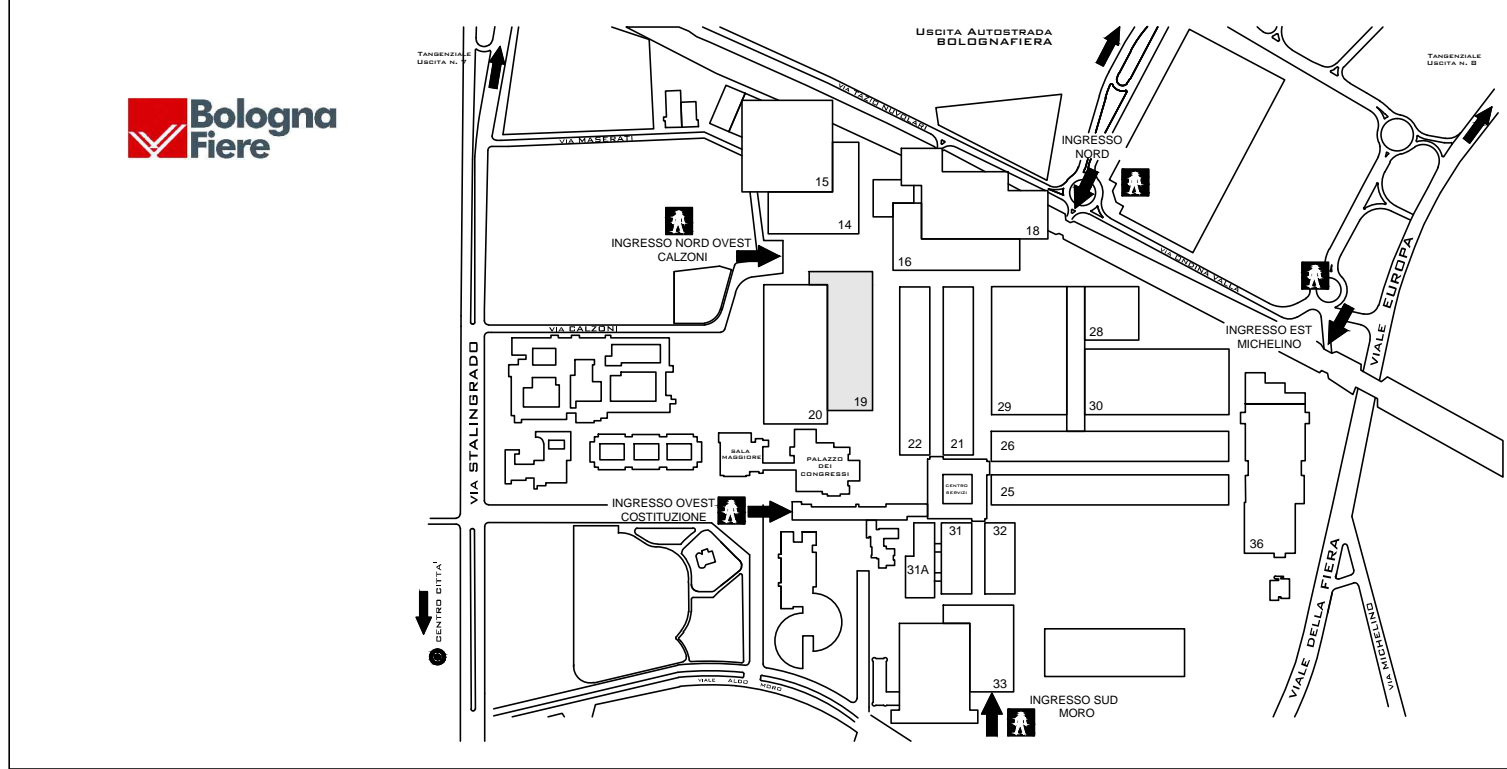 Bologna
Fiere
USCITA AUTOSTRADA
BOLOGNAFIERA
TANGENZIALE
USCITA N. 7
TANGENZIALE
USCITA N. 8
VIA TAZIO NUVOLARI
INGRESSO
NORD
VIA MASERATI
15
14
18
16
INGRESSO NORD OVEST
CALZONI
VIA ONDINA VALLA
VIALE EUROPA
INGRESSO EST
MICHELINO
VIA CALZONI
28
VIA STALINGRADO
19
20
29
30
22
21
26
SALA
MAGGIORE
PALAZZO
DEI
CONGRESSI
CENTRO
SERVIZI
25
INGRESSO OVEST
COSTITUZIONE
31
32
36
31A
CENTRO CITTA'
VIALE DELLA FIERA
VIA MICHELINO
VIALE ALDO MORO
33
INGRESSO SUD
MORO